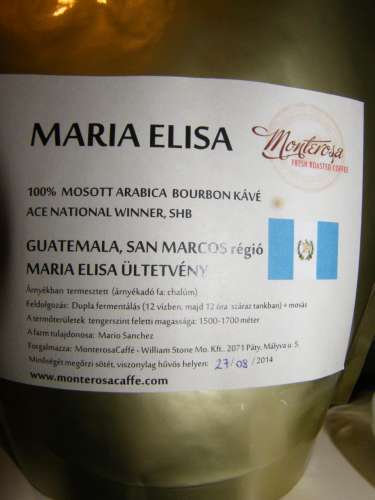 MARIA ELISA
Monterosa
FRESH ROASTED COFFEE
100% MOSOTT ARABICA BOURBON KÁVÉ
ACE NATIONAL WINNER, SHB
GUATEMALA, SAN MARCOS régió
MARIA ELISA ÜLTETVÉNY
Árnyékban termesztett (árnyékadó fa: chalum)
Feldolgozás: Dupla fermentálás (12 vízben, majd 12 óra száraz tankban) + mosás
A termőterületek tengerszint feletti magassága: 1500-1700 méter
A farm tulajdonosa: Mario Sanchez
Forgalmazza: MonterosaCaffé - William Stone Mo. Kft. 2071 Páty, Mályva u. 5.
Minőségét megőrzi sötét, viszonylag hűvös helyen: 27/08/2014
www.monterosacaffe.com